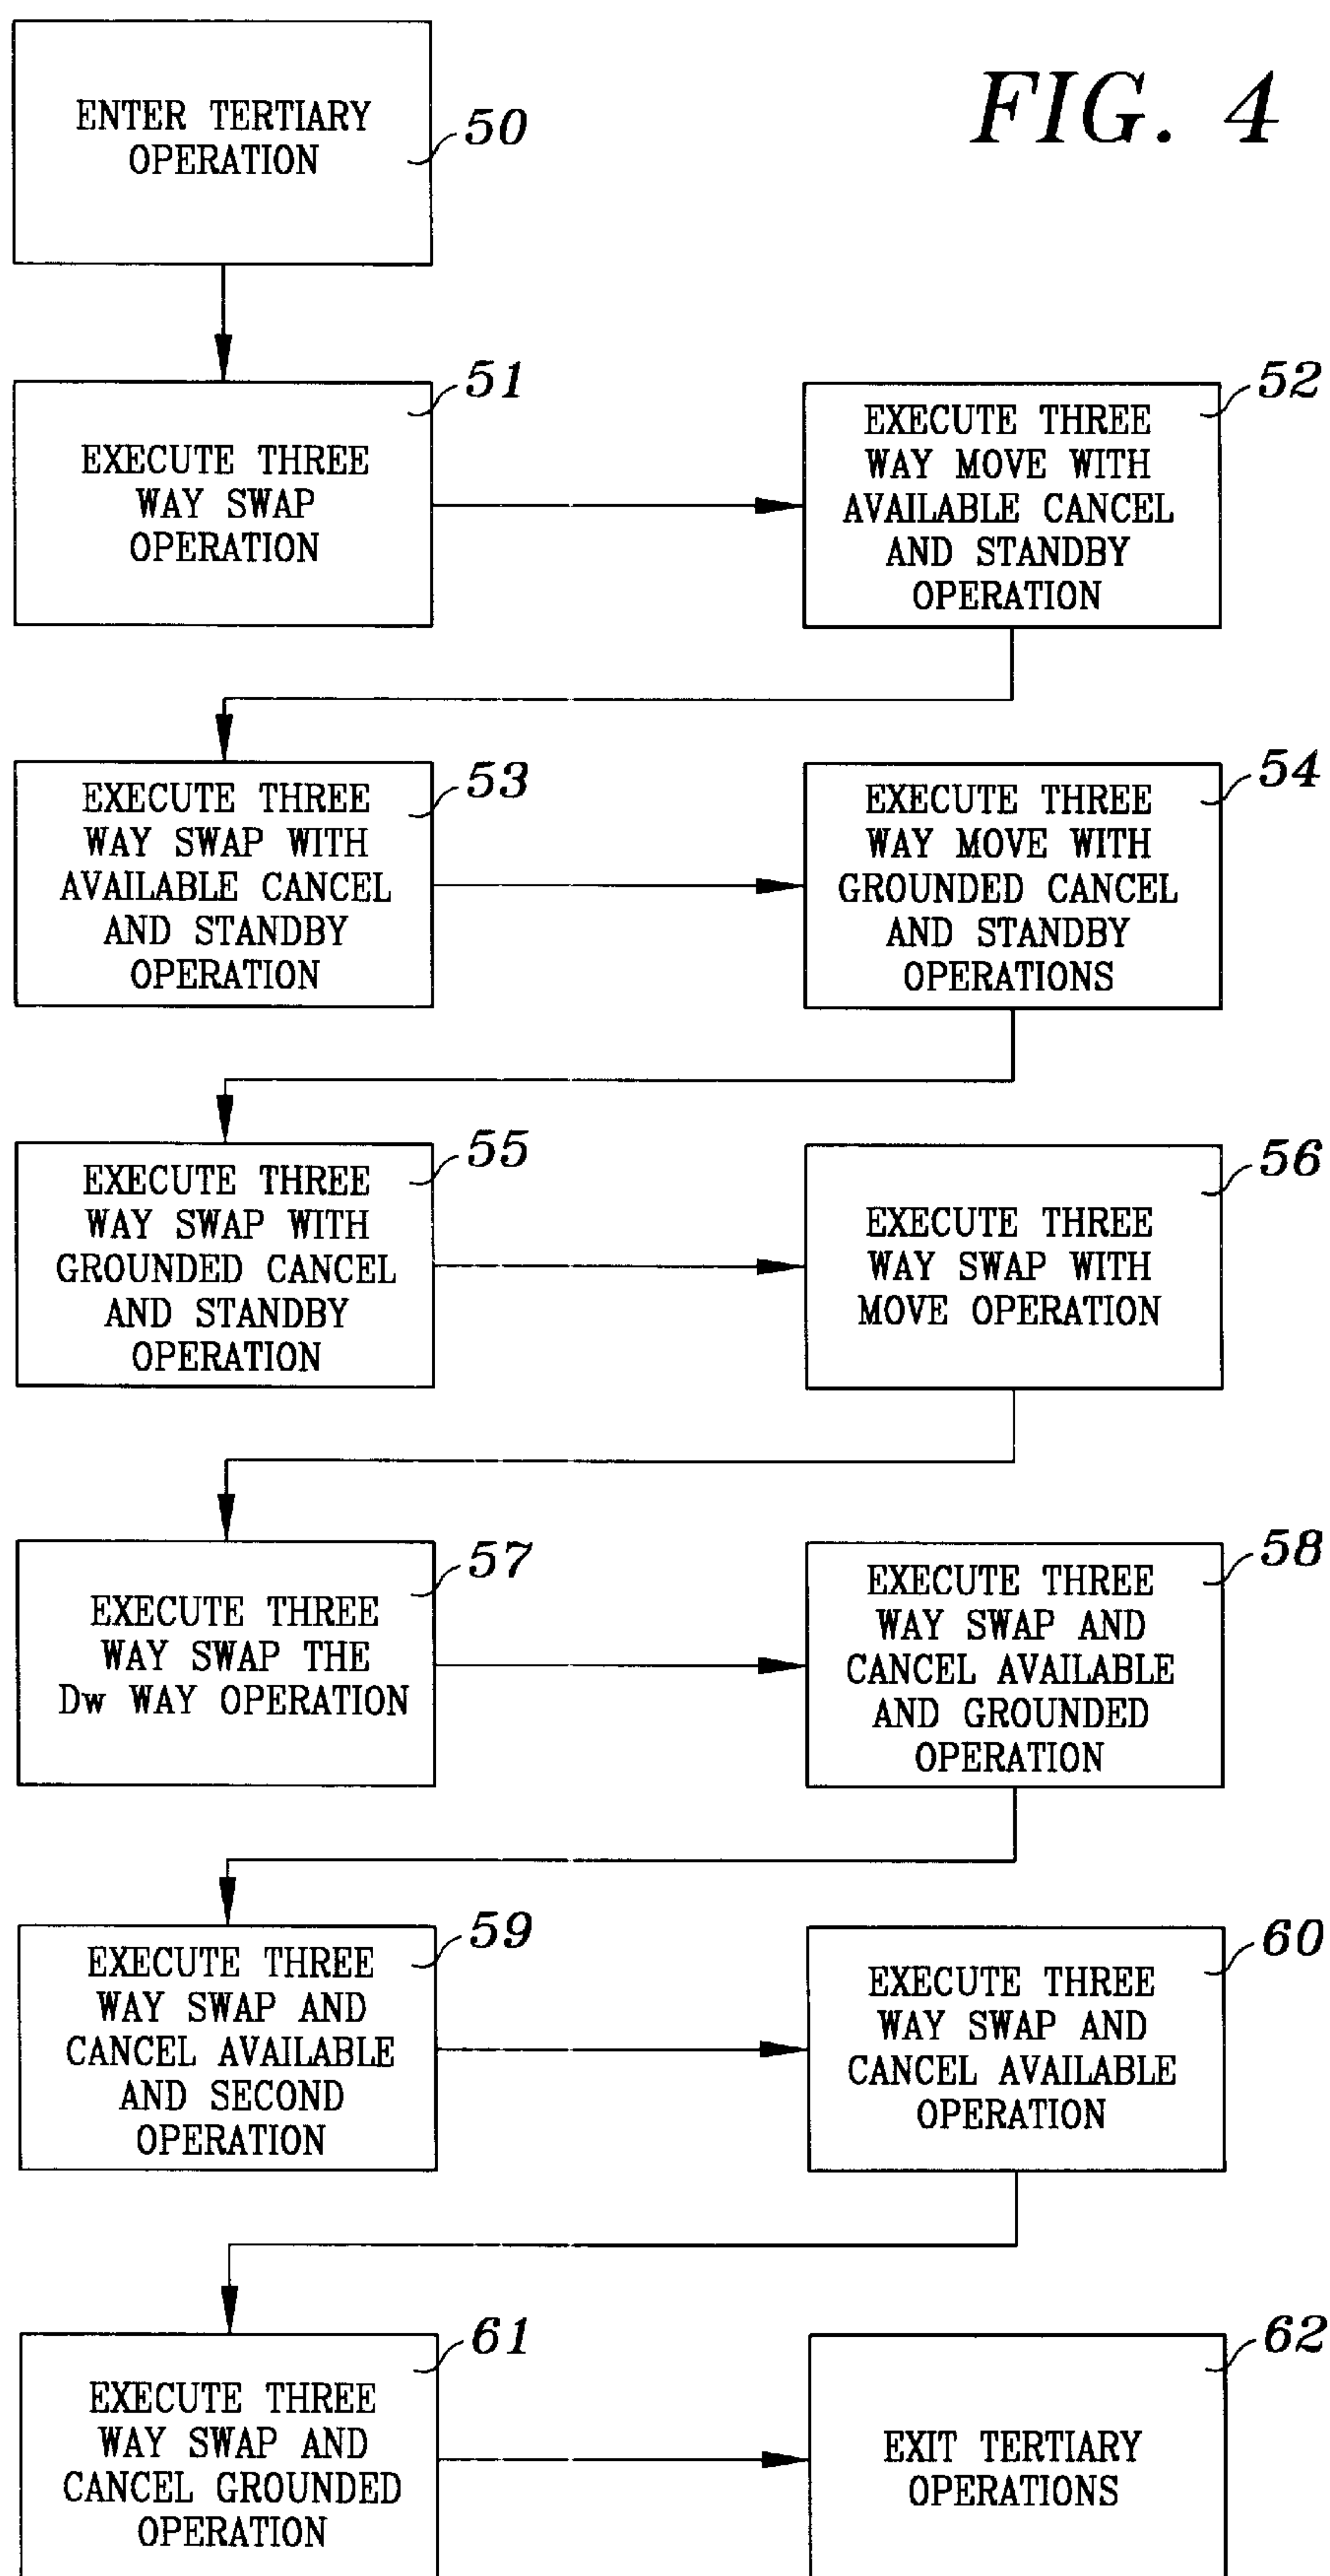 FIG. 4
ENTER TERTIARY
OPERATION
50
51
EXECUTE THREE
WAY SWAP
OPERATION
52
EXECUTE THREE
WAY MOVE WITH
AVAILABLE CANCEL
AND STANDBY
OPERATION
53
EXECUTE THREE
WAY SWAP WITH
AVAILABLE CANCEL
AND STANDBY
OPERATION
54
EXECUTE THREE
WAY MOVE WITH
GROUNDED CANCEL
AND STANDBY
OPERATIONS
55
EXECUTE THREE
WAY SWAP WITH
GROUNDED CANCEL
AND STANDBY
OPERATION
56
EXECUTE THREE
WAY SWAP WITH
MOVE OPERATION
57
EXECUTE THREE
WAY SWAP THE
Dw WAY OPERATION
58
EXECUTE THREE
WAY SWAP AND
CANCEL AVAILABLE
AND GROUNDED
OPERATION
59
EXECUTE THREE
WAY SWAP AND
CANCEL AVAILABLE
AND SECOND
OPERATION
60
EXECUTE THREE
WAY SWAP AND
CANCEL AVAILABLE
OPERATION
61
EXECUTE THREE
WAY SWAP AND
CANCEL GROUNDED
OPERATION
62
EXIT TERTIARY
OPERATIONS